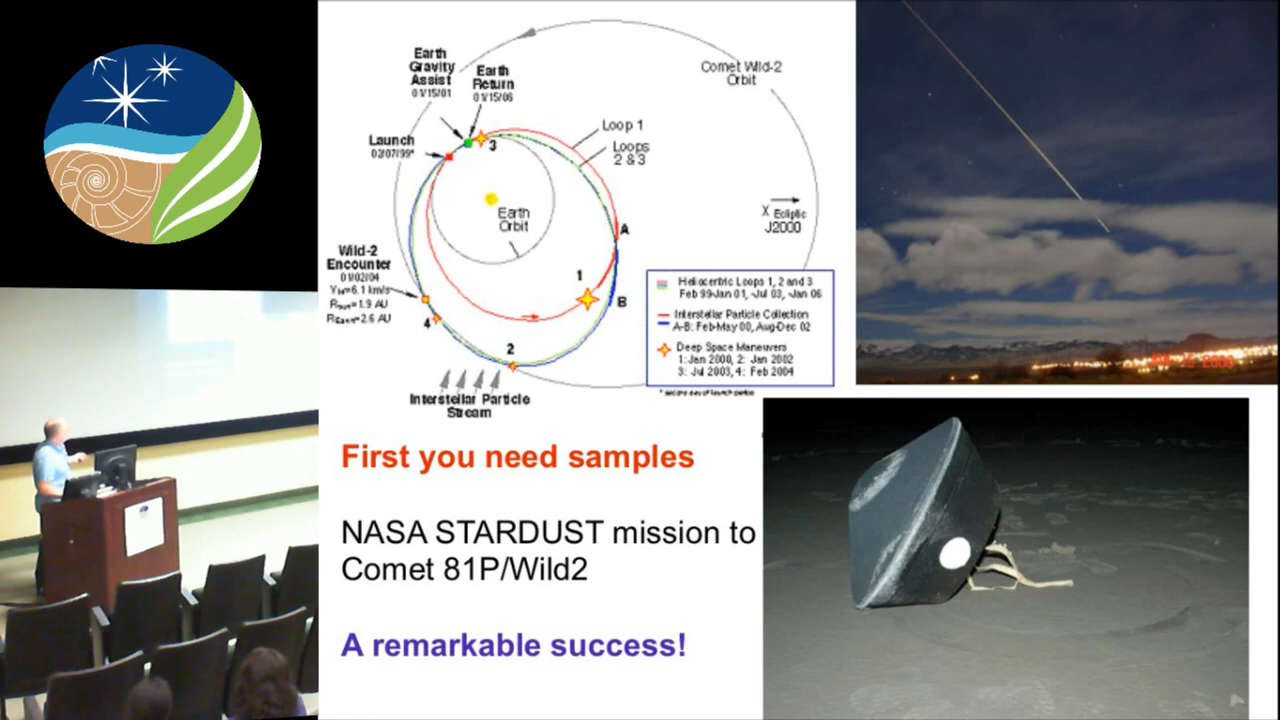 Earth
Gravity
Assist
01/15/01
Earth
Return
01/15/06
Comet Wild-2
Orbit
Launch
02/07/99*
3
Loop 1
Loops
2 & 3
Earth
Orbit
X Ecliptic
J2000
A
Wild-2
Encounter
01/02/04
1
B
4
2
Heliocentric Loops 1, 2 and 3
Feb 99-Jan 01, -Jul 03, -Jan 06
Interstellar Particle Collection
A-B: Feb-May 00, Aug-Dec 02
Deep Space Maneuvers
1: Jan 2000, 2: Jan 2002
3: Jul 2003, 4: Feb 2004
Interstellar Particle
Stream
First you need samples
NASA STARDUST mission to
Comet 81P/Wild2
A remarkable success!